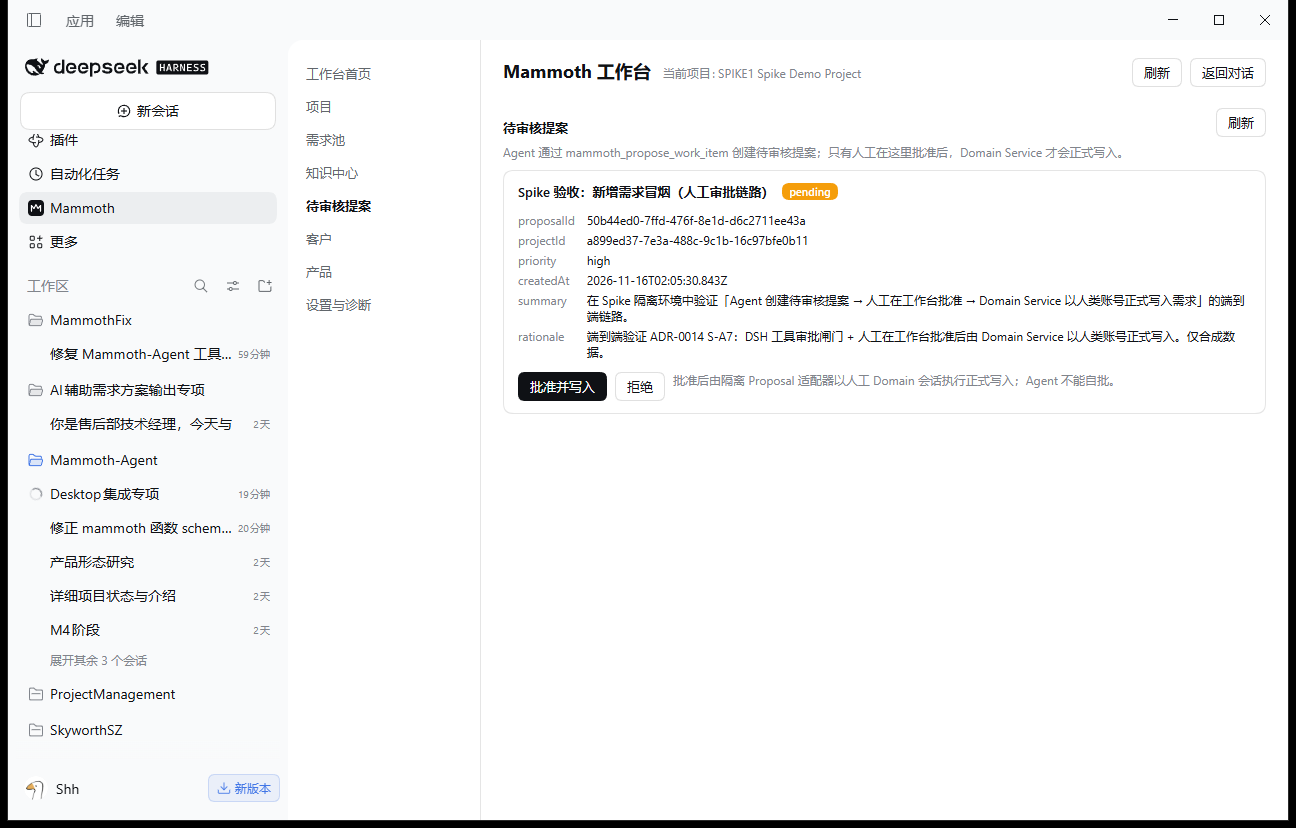 应用 编辑
deepseek HARNESS
新会话
插件
自动化任务
Mammoth
更多
工作区
MammothFix
修复 Mammoth-Agent 工具... 59分钟
AI辅助需求方案输出专项
你是售后部技术经理，今天与 2天
Mammoth-Agent
Desktop集成专项 19分钟
修正 mammoth 函数 schem... 20分钟
产品形态研究 2天
详细项目状态与介绍 2天
M4阶段 2天
展开其余 3 个会话
ProjectManagement
SkyworthSZ
Shh 新版本
工作台首页
项目
需求池
知识中心
待审核提案
客户
产品
设置与诊断
Mammoth 工作台 当前项目: SPIKE1 Spike Demo Project 刷新 返回对话
待审核提案 刷新
Agent 通过 mammoth_propose_work_item 创建待审核提案；只有人工在这里批准后，Domain Service 才会正式写入。
Spike 验收：新增需求冒烟（人工审批链路） pending
proposalId 50b44ed0-7ffd-476f-8e1d-d6c2711ee43a
projectId a899ed37-7e3a-488c-9c1b-16c97bfe0b11
priority high
createdAt 2026-11-16T02:05:30.843Z
summary 在 Spike 隔离环境中验证「Agent 创建待审核提案 → 人工在工作台批准 → Domain Service 以人类账号正式写入需求」的端到
端链路。
rationale 端到端验证 ADR-0014 S-A7：DSH 工具审批闸门 + 人工在工作台批准后由 Domain Service 以人类账号正式写入。仅合成数
据。
批准并写入 拒绝 批准后由隔离 Proposal 适配器以人工 Domain 会话执行正式写入；Agent 不能自批。